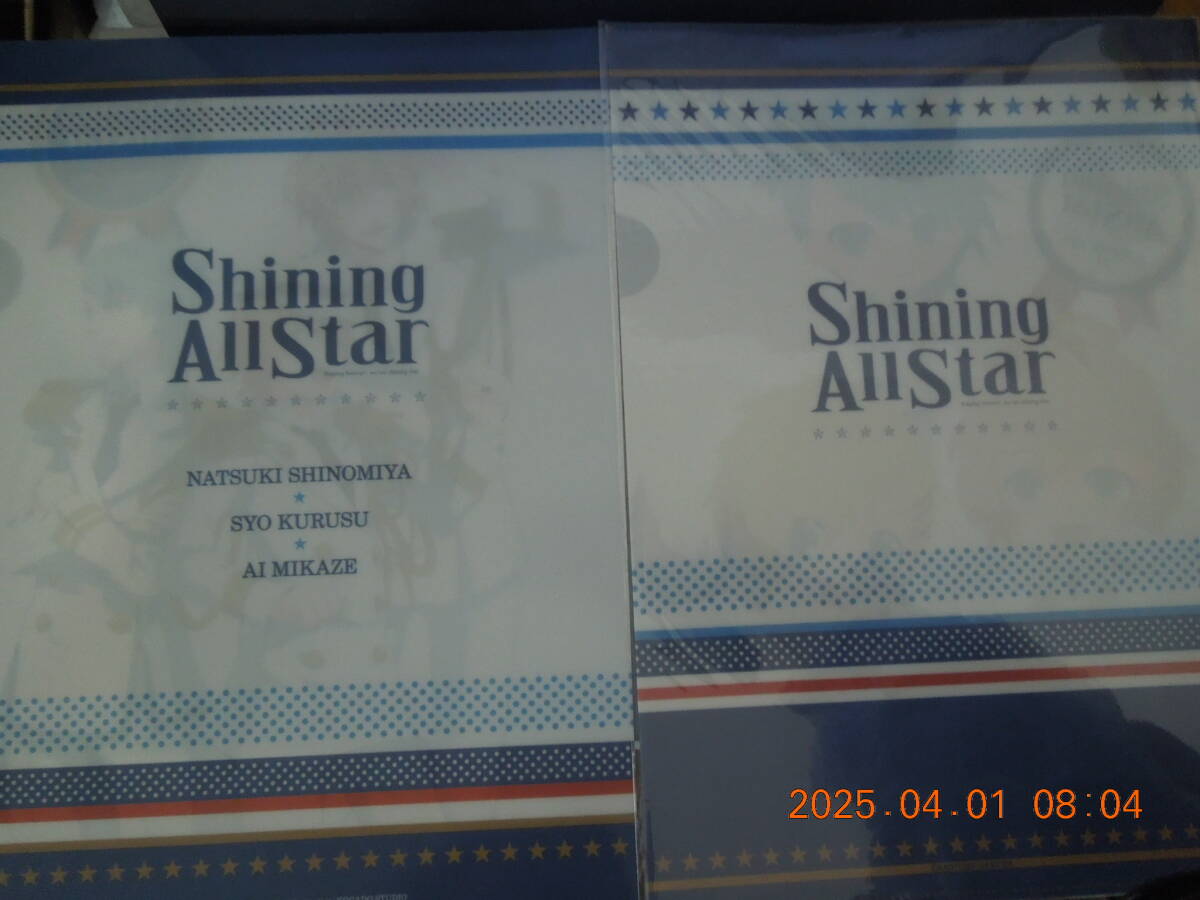 Shining
AllStar
NATSUKI SHINOMIYA
SYO KURUSU
AI MIKAZE
Shining
AllStar
2025.04.01 08:04